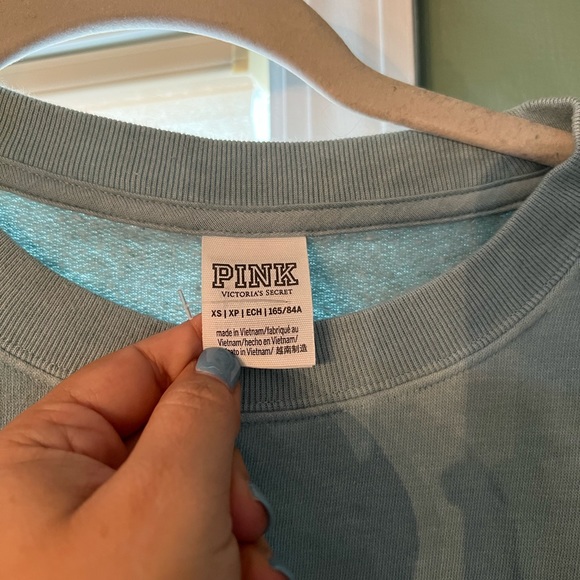 PINK
VICTORIA'S SECRET
XS | XP | ECH | 165/84A
made in Vietnam/fabriqué au
Vietnam/hecho en Vietnam/
in Vietnam/ 越南制造